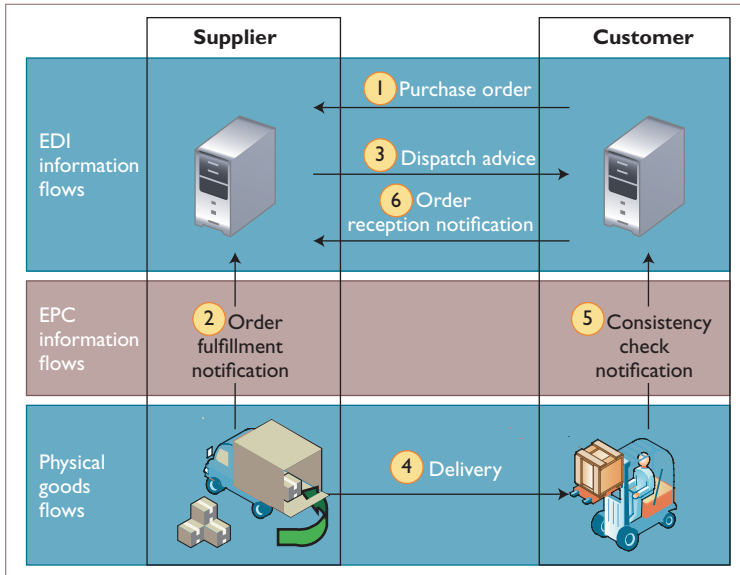 Supplier
Customer
EDI
information
flows
1 Purchase order
3 Dispatch advice
6 Order
reception notification
EPC
information
flows
2 Order
fulfillment
notification
5 Consistency
check
notification
Physical
goods
flows
4 Delivery